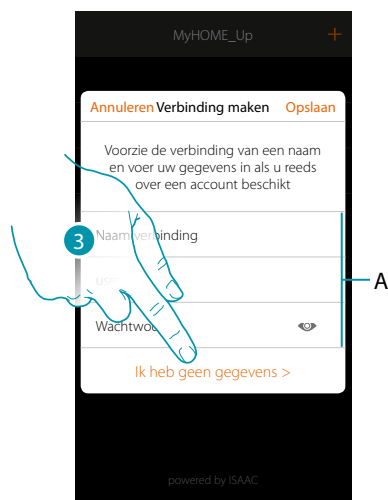 MyHOME_Up +
Annuleren Verbinding maken Opslaan
Voorzie de verbinding van een naam
en voer uw gegevens in als u reeds
over een account beschikt
3
Naam verbinding
A
Wachtwoo
Ik heb geen gegevens >
powered by ISAAC